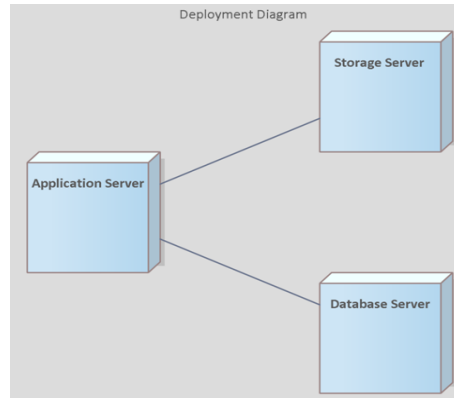 Deployment Diagram
Storage Server
Application Server
Database Server